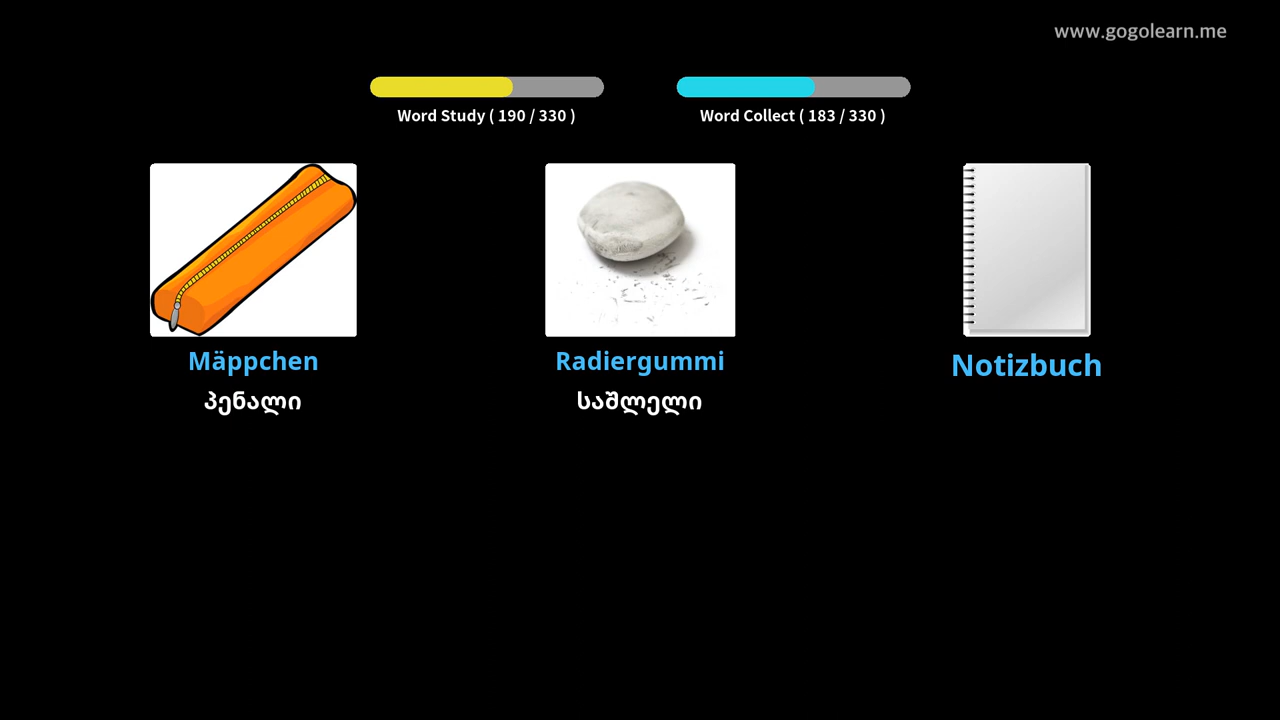 www.gogolearn.me
Word Study ( 190 / 330 )
Word Collect ( 183 / 330 )
Mäppchen
Radiergummi
Notizbuch
პენალი
საშლელი